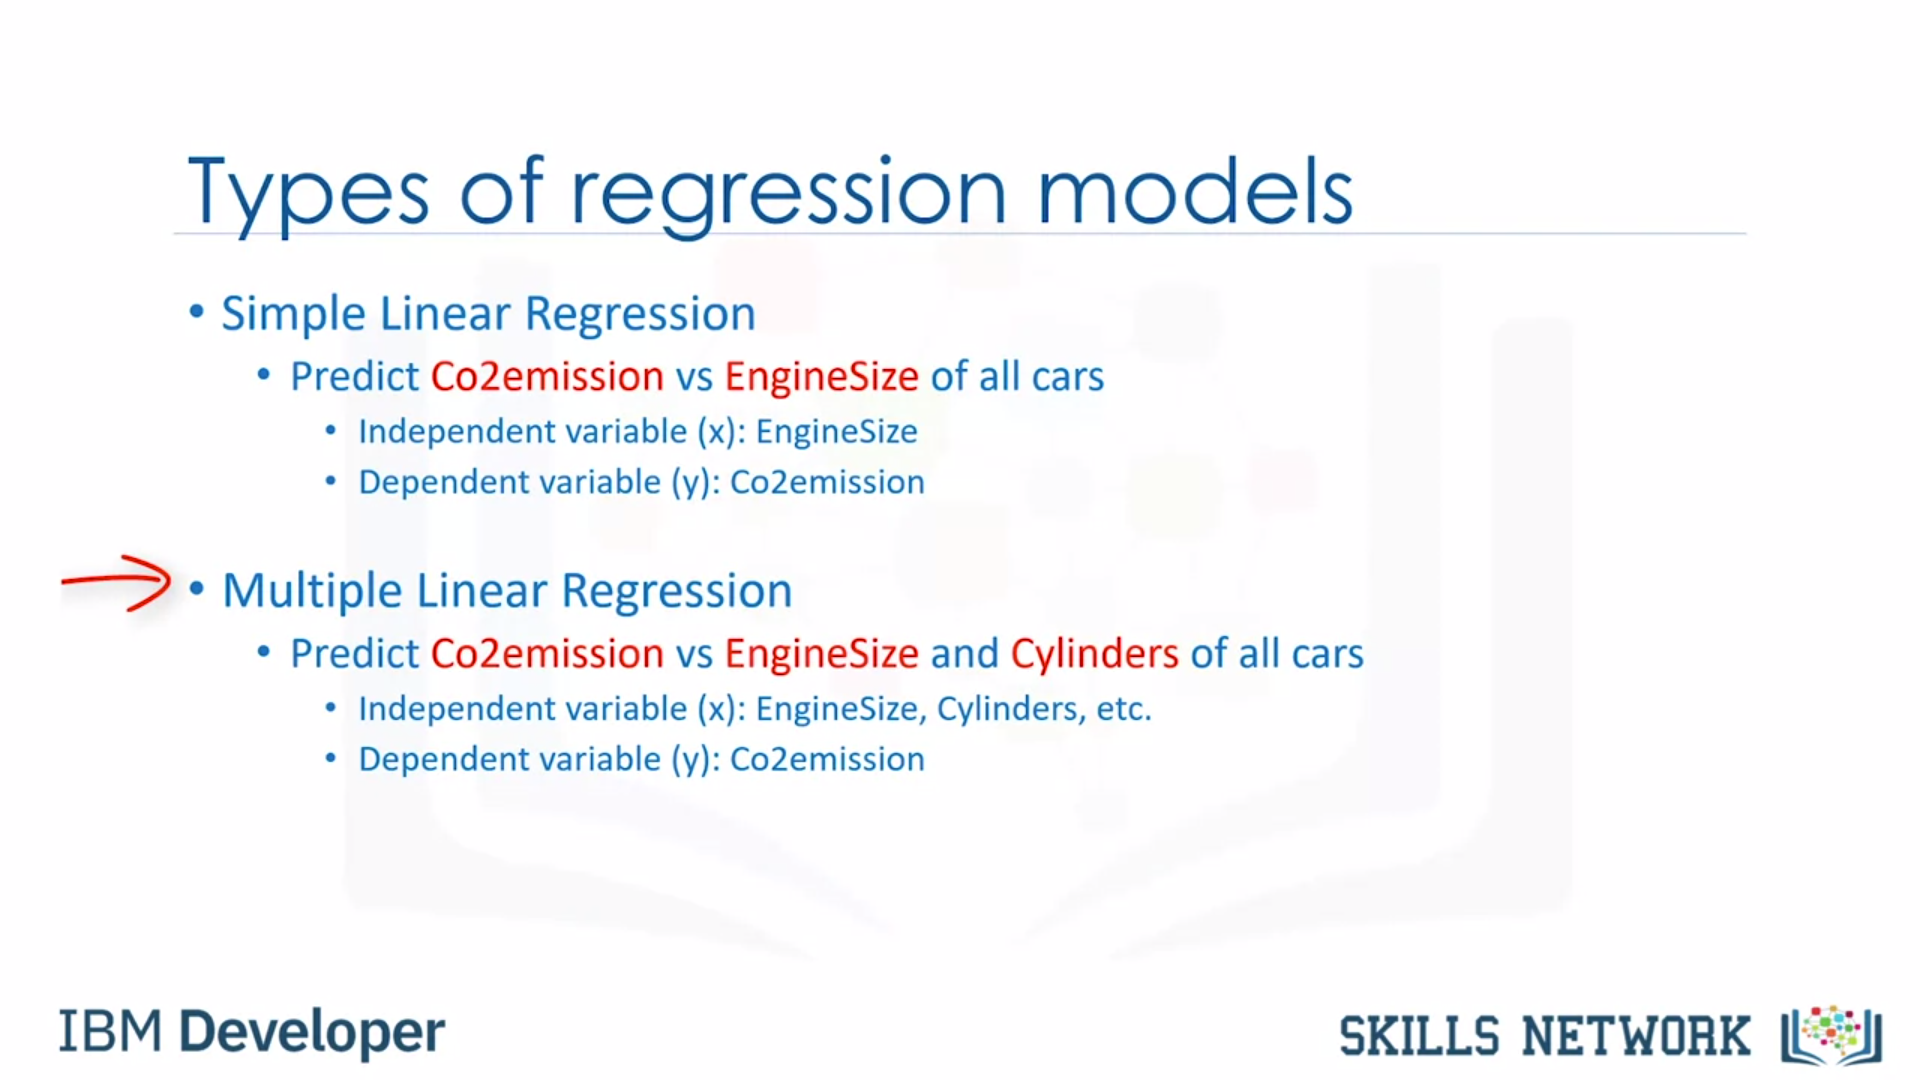 Types of regression models
• Simple Linear Regression
• Predict Co2emission vs EngineSize of all cars
• Independent variable (x): EngineSize
• Dependent variable (y): Co2emission
• Multiple Linear Regression
• Predict Co2emission vs EngineSize and Cylinders of all cars
• Independent variable (x): EngineSize, Cylinders, etc.
• Dependent variable (y): Co2emission
IBM Developer
SKILLS NETWORK